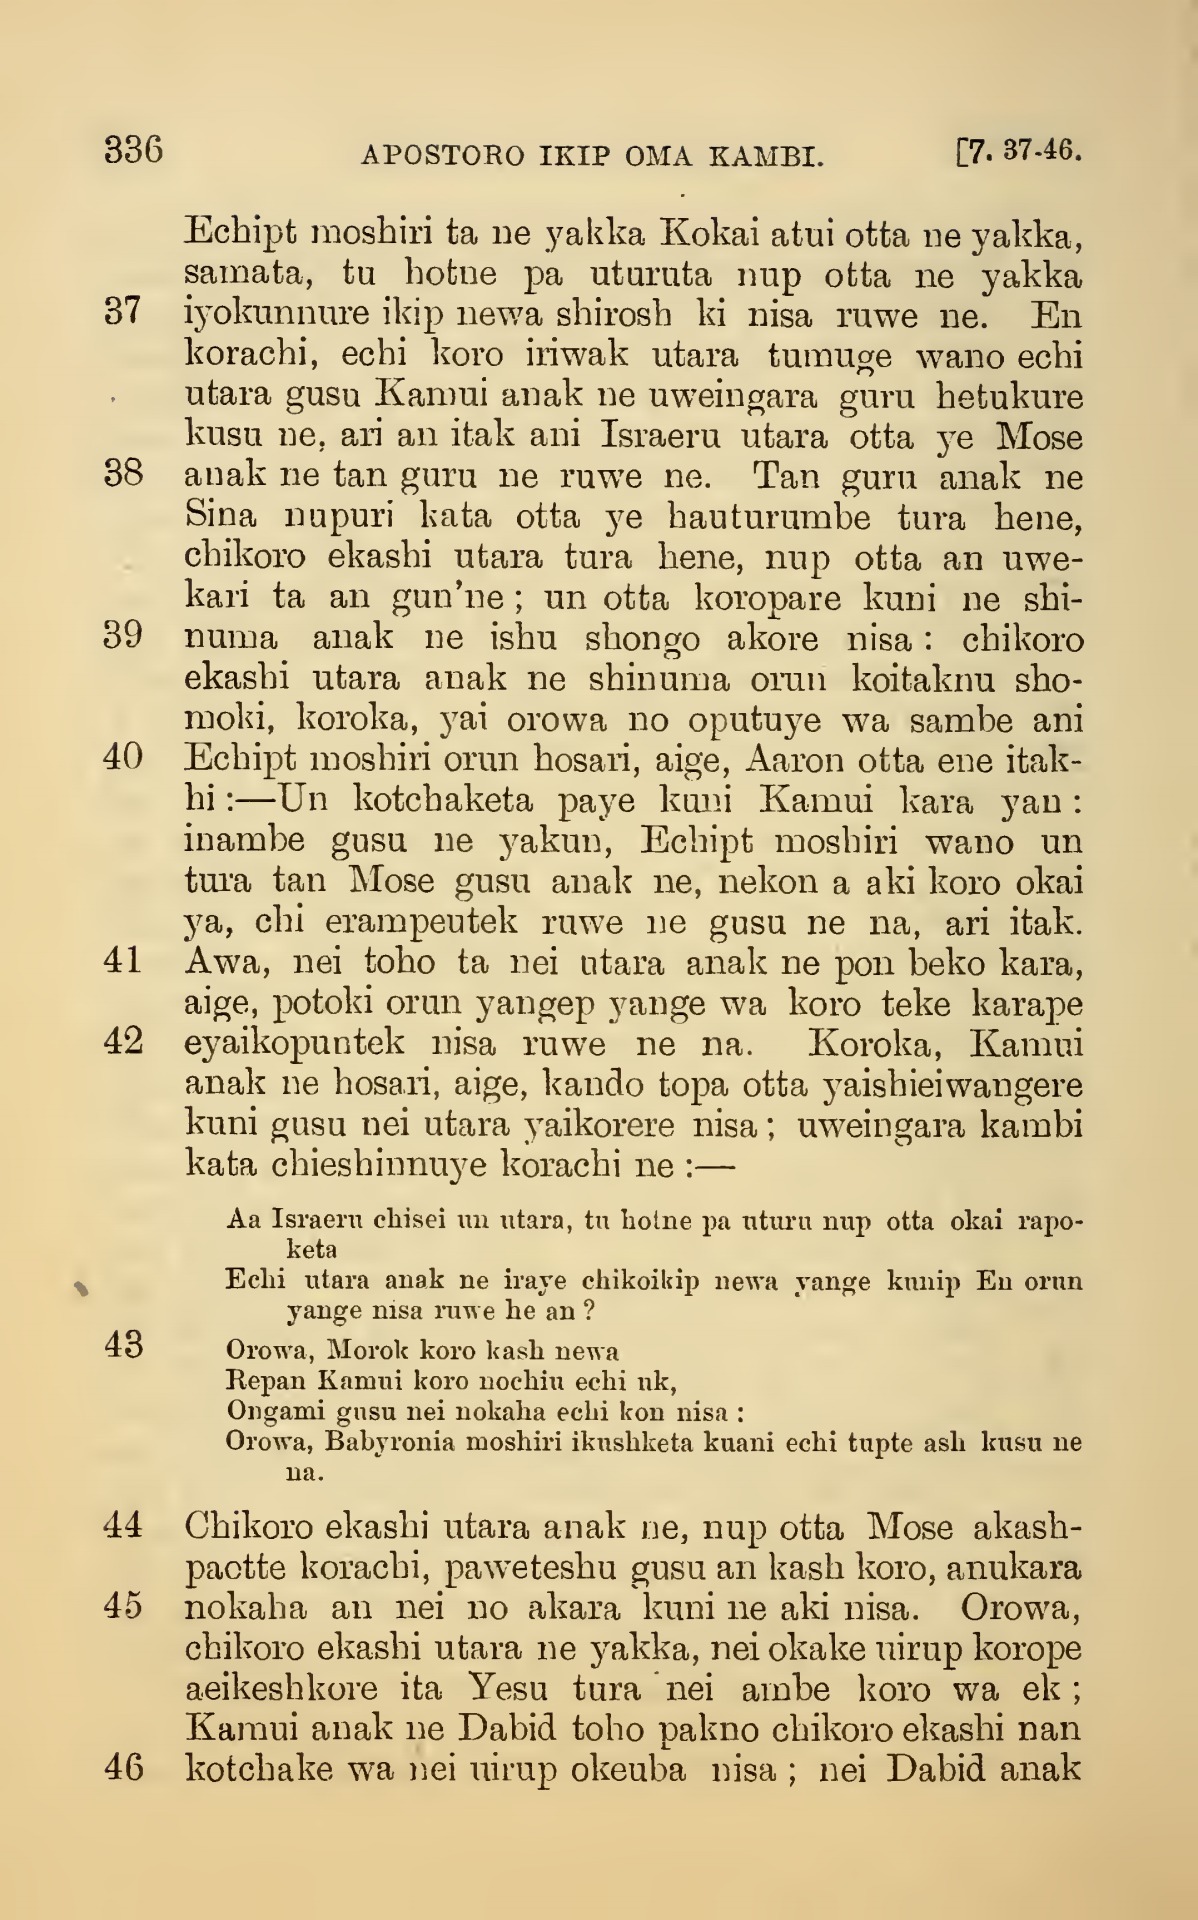 336 APOSTORO IKIP OMA KAMBI. [7. 37-46.
Echipt moshiri ta ne yakka Kokai atui otta ne yakka,
samata, tu hotne pa uturuta nup otta ne yakka
37 iyokunnure ikip newa shirosh ki nisa ruwe ne. En
korachi, echi koro iriwak utara tumuge wano echi
utara gusu Kamui anak ne uweingara guru hetukure
kusu ne, ari an itak ani Israeru utara otta ye Mose
38 anak ne tan guru ne ruwe ne. Tan guru anak ne
Sina nupuri kata otta ye hauturumbe tura hene,
chikoro ekashi utara tura hene, nup otta an uwe-
kari ta an gun'ne ; un otta koropare kuni ne shi-
39 numa anak ne ishu shongo akore nisa : chikoro
ekashi utara anak ne shinuma orun koitaknu sho-
moki, koroka, yai orowa no oputuye wa sambe ani
40 Echipt moshiri orun hosari, aige, Aaron otta ene itak-
hi :—Un kotchaketa paye kuni Kamui kara yan :
inambe gusu ne yakun, Echipt moshiri wano un
tura tan Mose gusu anak ne, nekon a aki koro okai
ya, chi erampeutek ruwe ne gusu ne na, ari itak.
41 Awa, nei toho ta nei utara anak ne pon beko kara,
aige, potoki orun yangep yange wa koro teke karape
42 eyaikopuntek nisa ruwe ne na. Koroka, Kamui
anak ne hosari, aige, kando topa otta yaishieiwangere
kuni gusu nei utara yaikorere nisa ; uweingara kambi
kata chieshinnuye korachi ne :—
Aa Israeru chisei un utara, tu hotne pa uturu nup otta okai rapo-
keta
Echi utara anak ne iraye chikoikip newa yange kunip En orun
yange nisa ruwe he an ?
43 Orowa, Morok koro kash newa
Repan Kamui koro nochiu echi uk,
Ongami gusu nei nokaha echi kon nisa :
Orowa, Babyronia moshiri ikushketa kuani echi tupte ash kusu ne
na.
44 Chikoro ekashi utara anak ne, nup otta Mose akash-
paotte korachi, paweteshu gusu an kash koro, anukara
45 nokaha an nei no akara kuni ne aki nisa. Orowa,
chikoro ekashi utara ne yakka, nei okake uirup korope
aeikeshkore ita Yesu tura nei ambe koro wa ek ;
Kamui anak ne Dabid toho pakno chikoro ekashi nan
46 kotchake wa nei uirup okeuba nisa ; nei Dabid anak